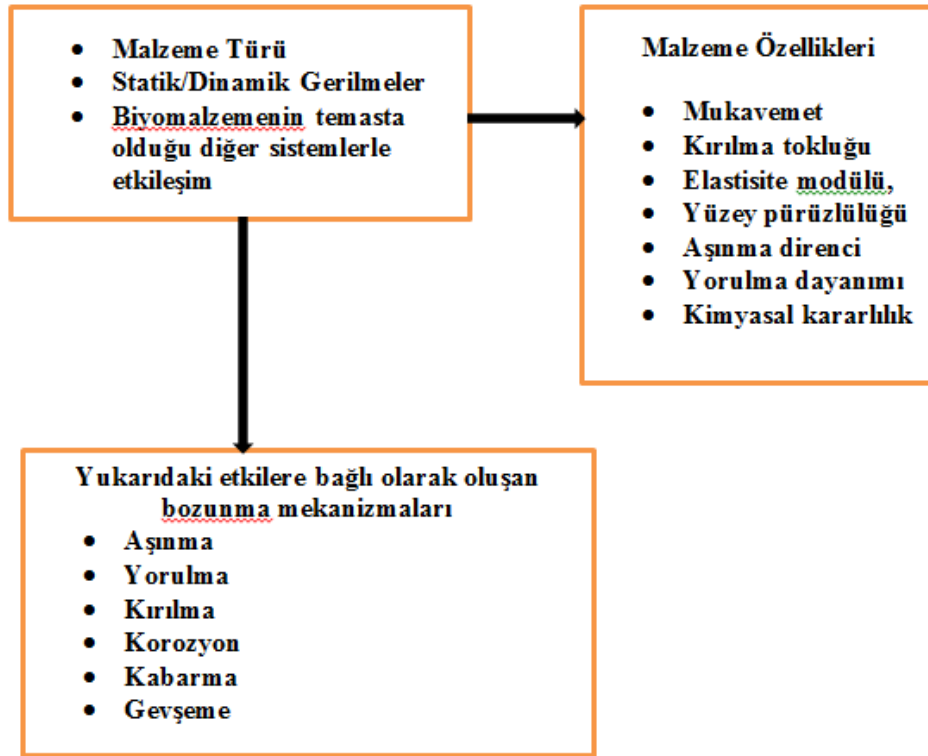 • Malzeme Türü
• Statik/Dinamik Gerilmeler
• Biyomalzemenin temasta
olduğu diğer sistemlerle
etkileşim
Malzeme Özellikleri
• Mukavemet
• Kırılma tokluğu
• Elastisite modülü,
• Yüzey pürüzlülüğü
• Aşınma direnci
• Yorulma dayanımı
• Kimyasal kararlılık
Yukarıdaki etkilere bağlı olarak oluşan
bozunma mekanizmaları
• Aşınma
• Yorulma
• Kırılma
• Korozyon
• Kabarma
• Gevşeme